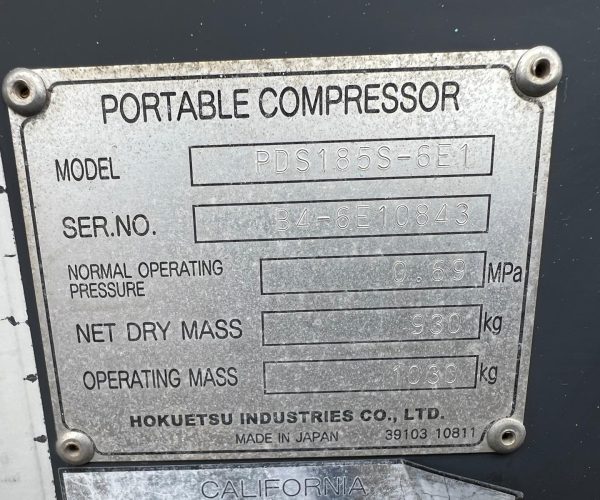 PORTABLE COMPRESSOR
MODEL PDS185S-6E1
SER.NO. B4-6E10843
NORMAL OPERATING PRESSURE 0.69 MPa
NET DRY MASS 930 kg
OPERATING MASS kg
HOKUETSU INDUSTRIES CO., LTD.
MADE IN JAPAN 39103 10811
CALIFORNIA